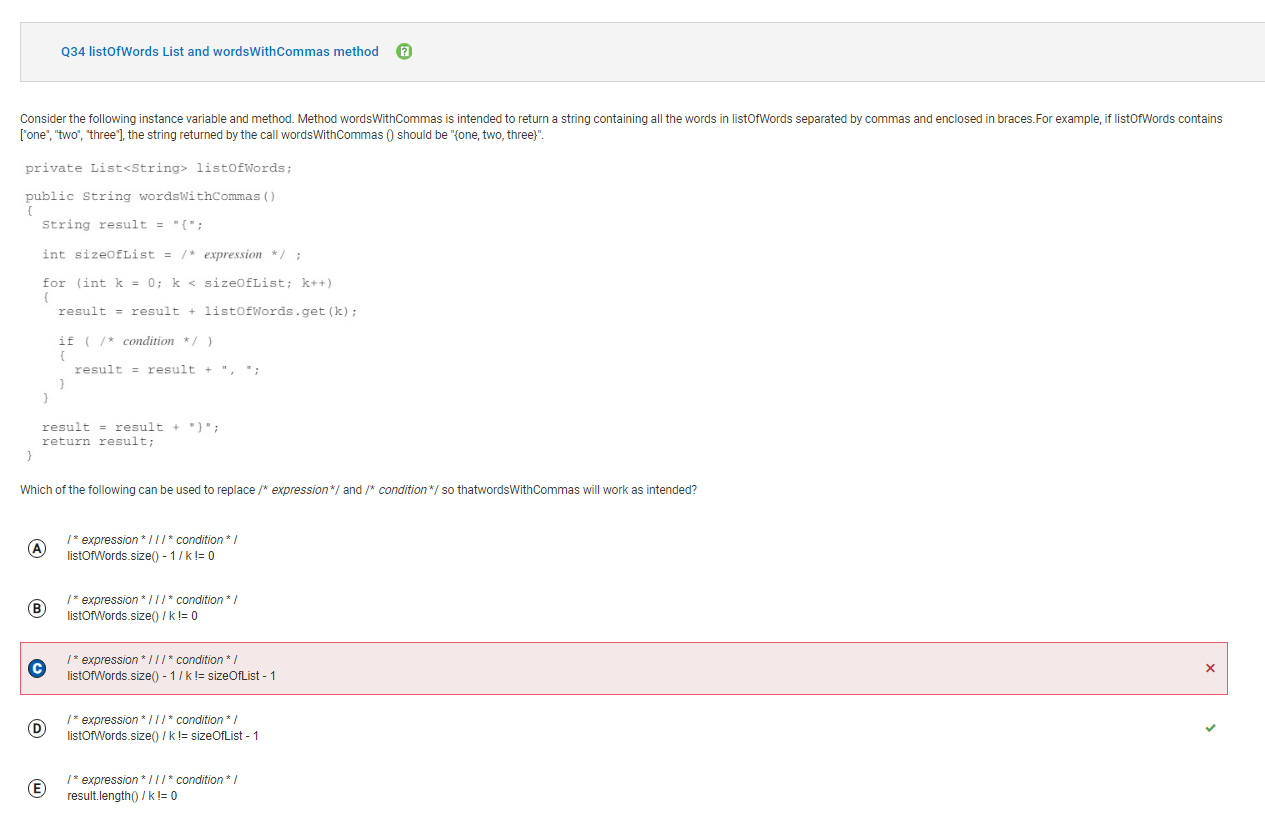 Q34 listOfWords List and wordsWithCommas method ?
Consider the following instance variable and method. Method wordsWithCommas is intended to return a string containing all the words in listOfWords separated by commas and enclosed in braces.For example, if listOfWords contains
["one", "two", "three"], the string returned by the call wordsWithCommas () should be "{one, two, three}".
private List<String> listOfWords;
public String wordsWithCommas()
{
String result = "{";
int sizeOfList = /* expression */ ;
for (int k = 0; k < sizeOfList; k++)
{
result = result + listOfWords.get(k);
if ( /* condition */ )
{
result = result + ", ";
}
}
result = result + "}";
return result;
}
Which of the following can be used to replace /* expression */ and /* condition */ so thatwordsWithCommas will work as intended?
A
/ * expression * / / / * condition * /
listOfWords.size() - 1 / k != 0
B
/ * expression * / / / * condition * /
listOfWords.size() / k != 0
C
/ * expression * / / / * condition * /
listOfWords.size() - 1 / k != sizeOfList - 1
D
/ * expression * / / / * condition * /
listOfWords.size() / k != sizeOfList - 1
E
/ * expression * / / / * condition * /
result.length() / k != 0